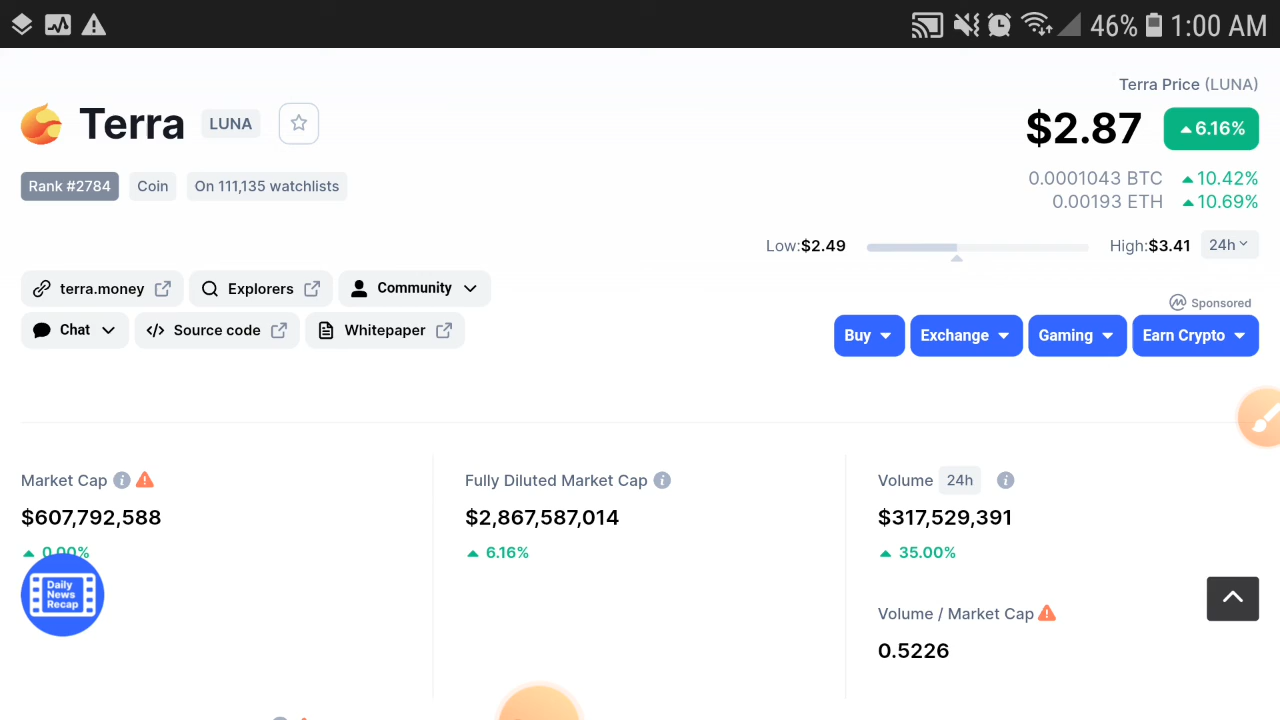 46% 1:00 AM
Terra LUNA
Rank #2784 Coin On 111,135 watchlists
terra.money Explorers Community
Chat Source code Whitepaper
Terra Price (LUNA)
$2.87 6.16%
0.0001043 BTC 10.42%
0.00193 ETH 10.69%
Low:$2.49 High:$3.41 24h
Sponsored
Buy Exchange Gaming Earn Crypto
Market Cap
$607,792,588
0.00%
Daily
News
Recap
Fully Diluted Market Cap
$2,867,587,014
6.16%
Volume 24h
$317,529,391
35.00%
Volume / Market Cap
0.5226